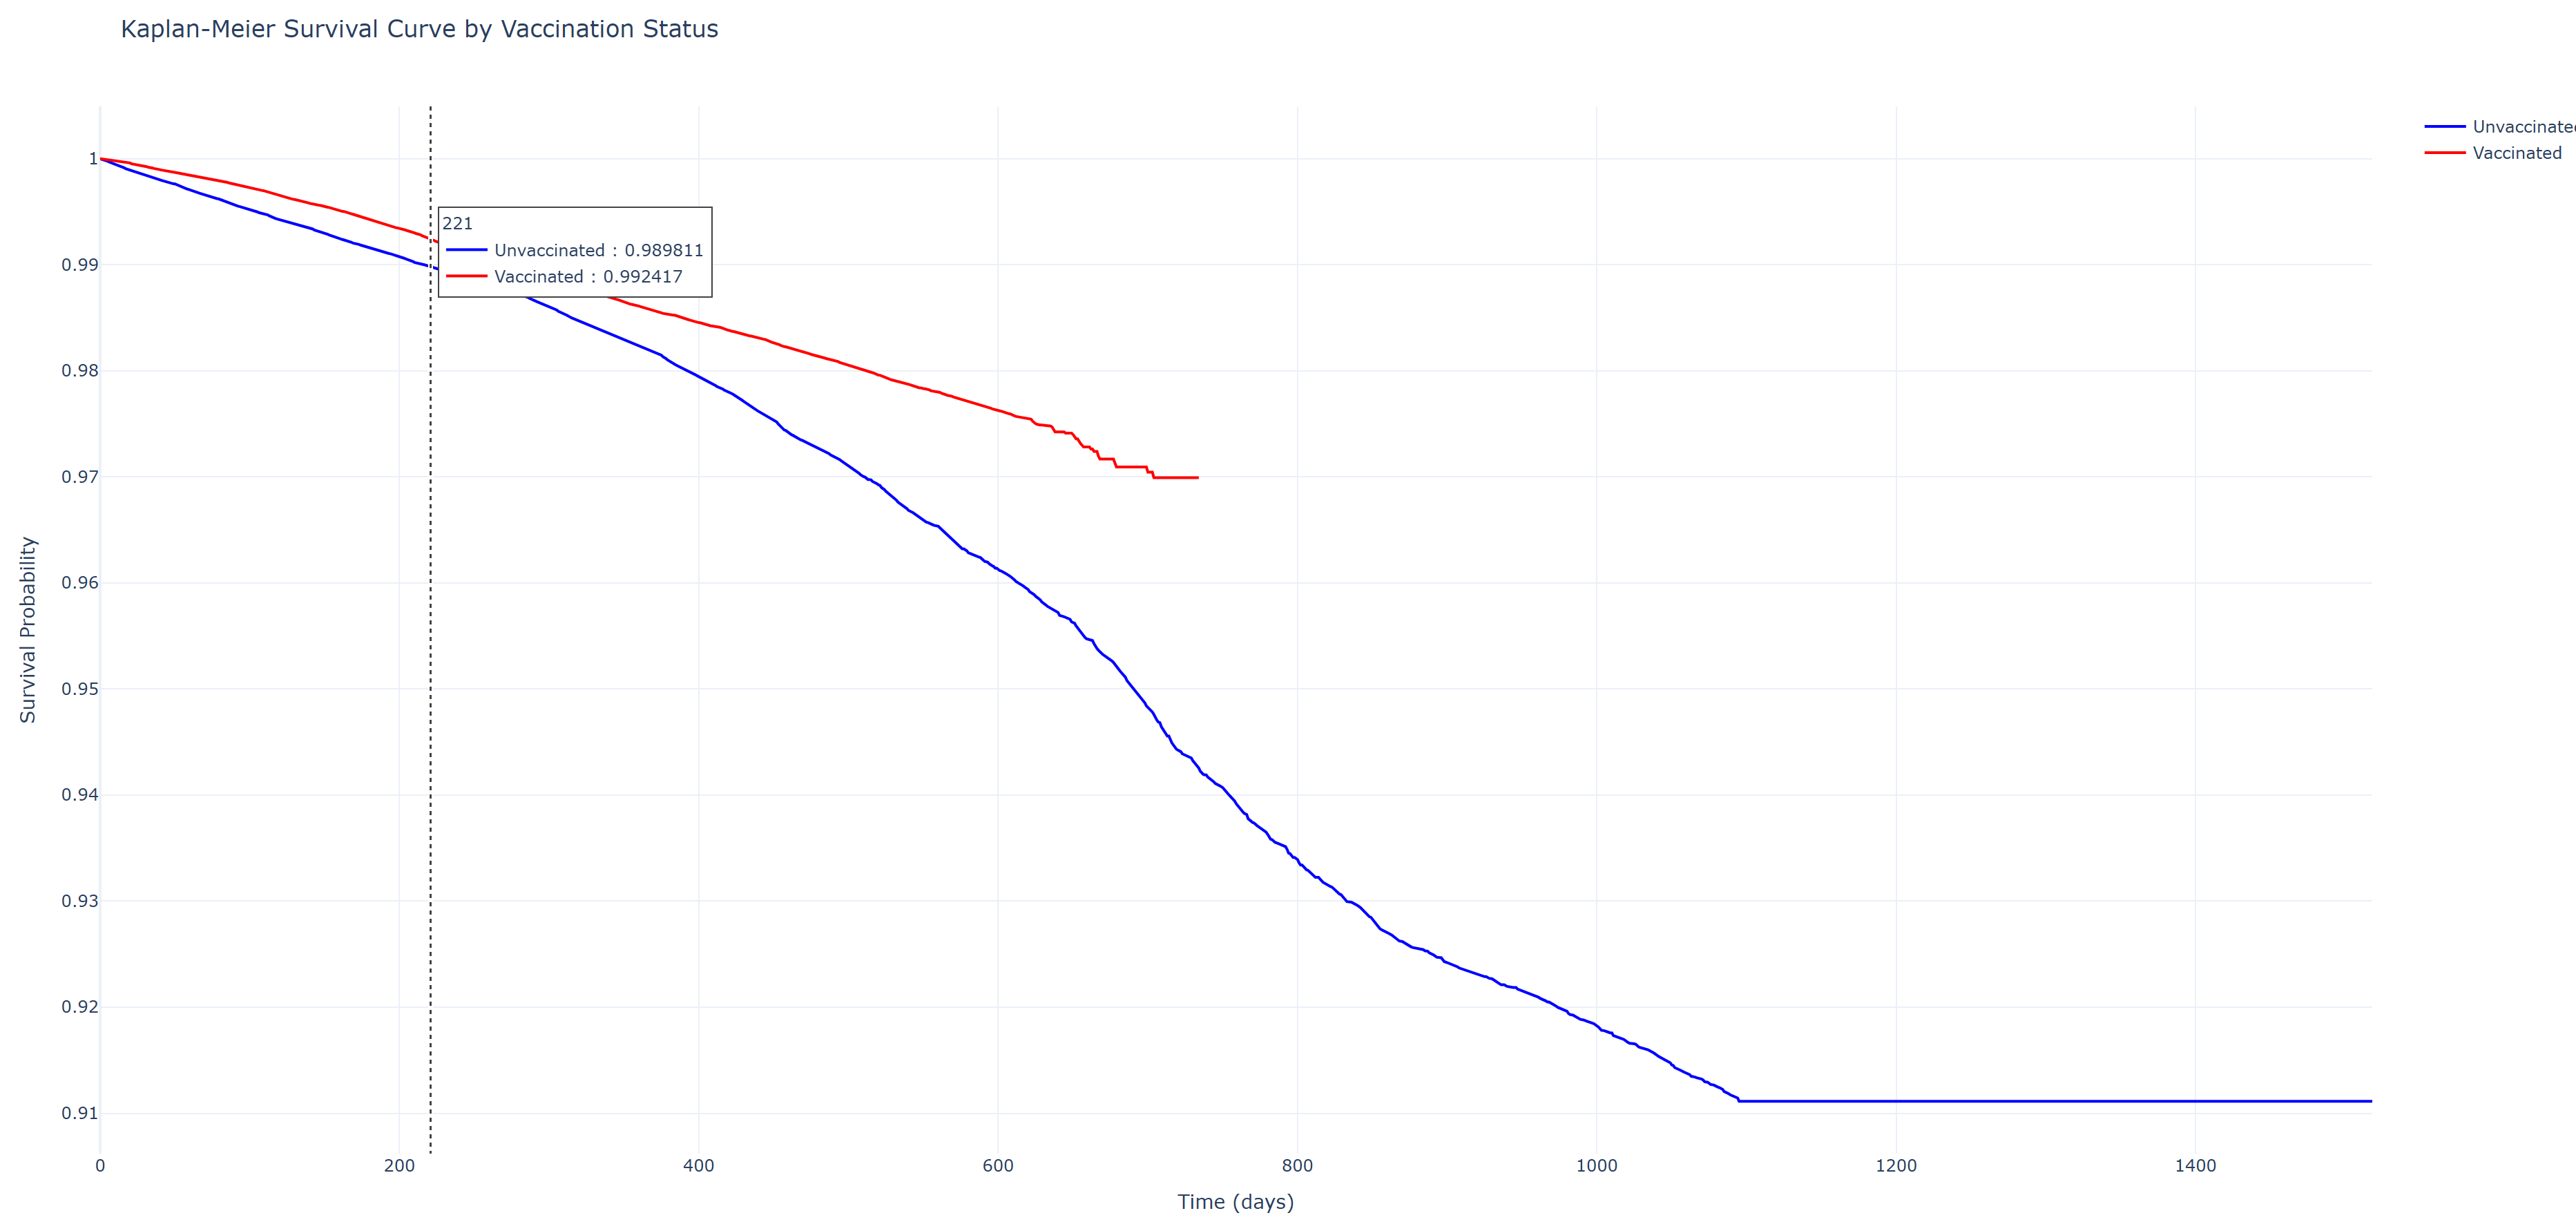 Kaplan-Meier Survival Curve by Vaccination Status
Unvaccinated
Vaccinated
1
0.99
0.98
0.97
0.96
0.95
0.94
0.93
0.92
0.91
Survival Probability
221
Unvaccinated : 0.989811
Vaccinated : 0.992417
0 200 400 600 800 1000 1200 1400
Time (days)